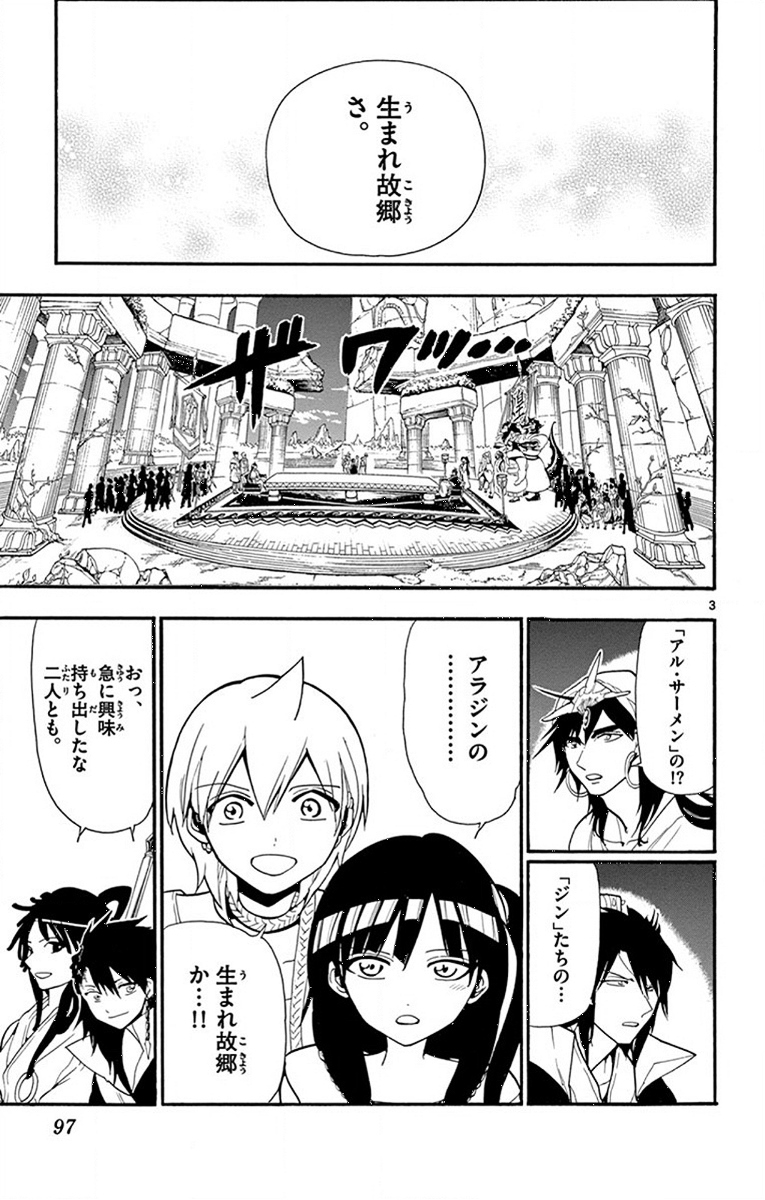 生まれ故郷
さ。
ザワッ…
3
「アル・サーメン」の!?
「ジン」たちの…
アラジンの
…………
生まれ故郷
か…!!
おっ、
急に興味
持ち出したな
二人とも。
97